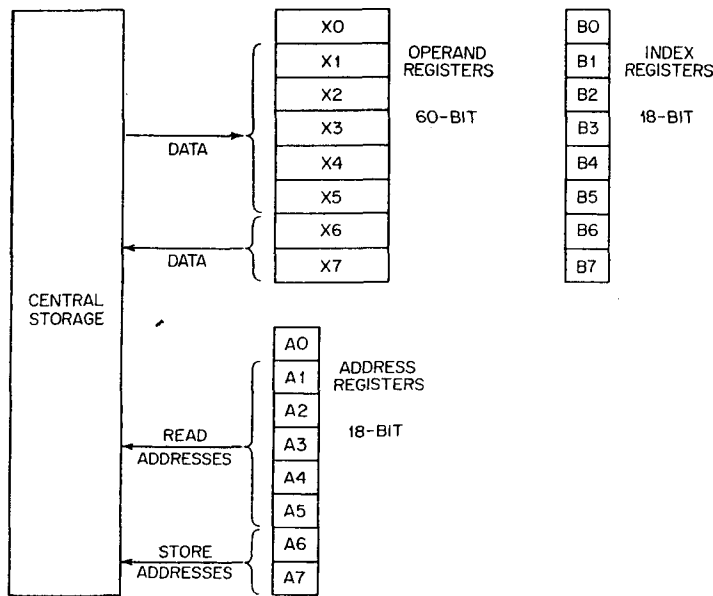 X0
X1
X2
X3
X4
X5
X6
X7
OPERAND
REGISTERS
60-BIT
B0
B1
B2
B3
B4
B5
B6
B7
INDEX
REGISTERS
18-BIT
DATA
DATA
CENTRAL
STORAGE
A0
A1
A2
A3
A4
A5
A6
A7
ADDRESS
REGISTERS
18-BIT
READ
ADDRESSES
STORE
ADDRESSES